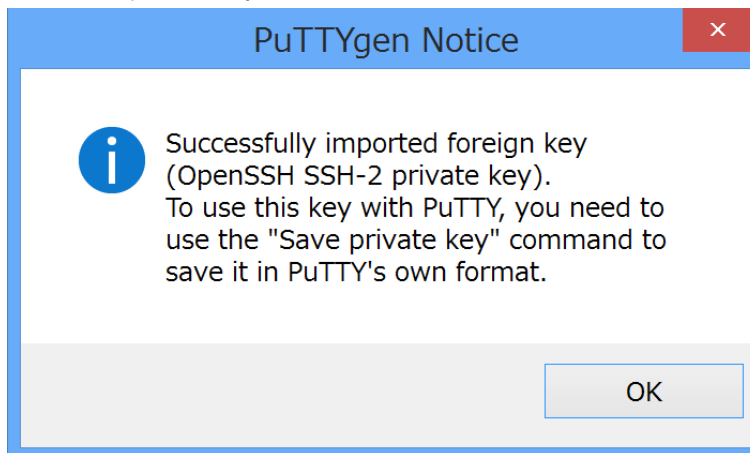 PuTTYgen Notice
Successfully imported foreign key
(OpenSSH SSH-2 private key).
To use this key with PuTTY, you need to
use the "Save private key" command to
save it in PuTTY's own format.
OK